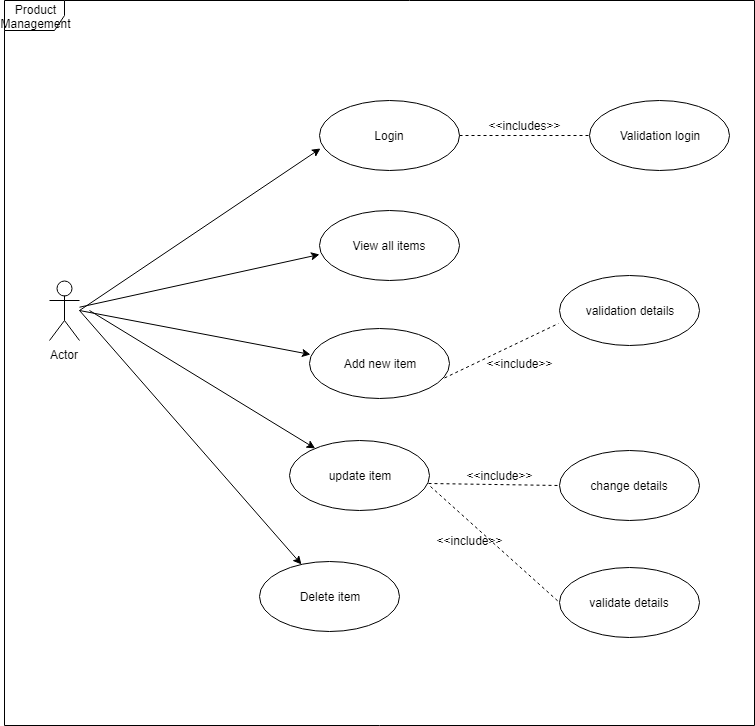 Product
Management
Login
<<includes>>
Validation login
View all items
validation details
Actor
Add new item
<<include>>
update item
<<include>>
change details
<<include>>
Delete item
validate details